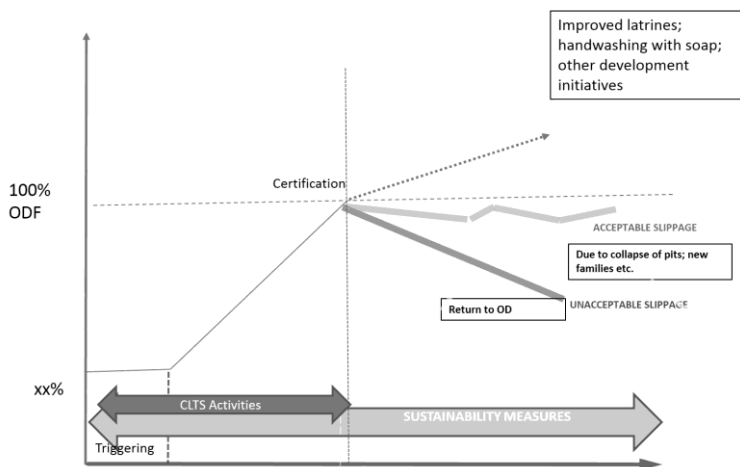 Improved latrines;
handwashing with soap;
other development
initiatives
Certification
100%
ODF
ACCEPTABLE SLIPPAGE
Due to collapse of pits; new
families etc.
Return to OD
UNACCEPTABLE SLIPPAGE
xx%
CLTS Activities
SUSTAINABILITY MEASURES
Triggering